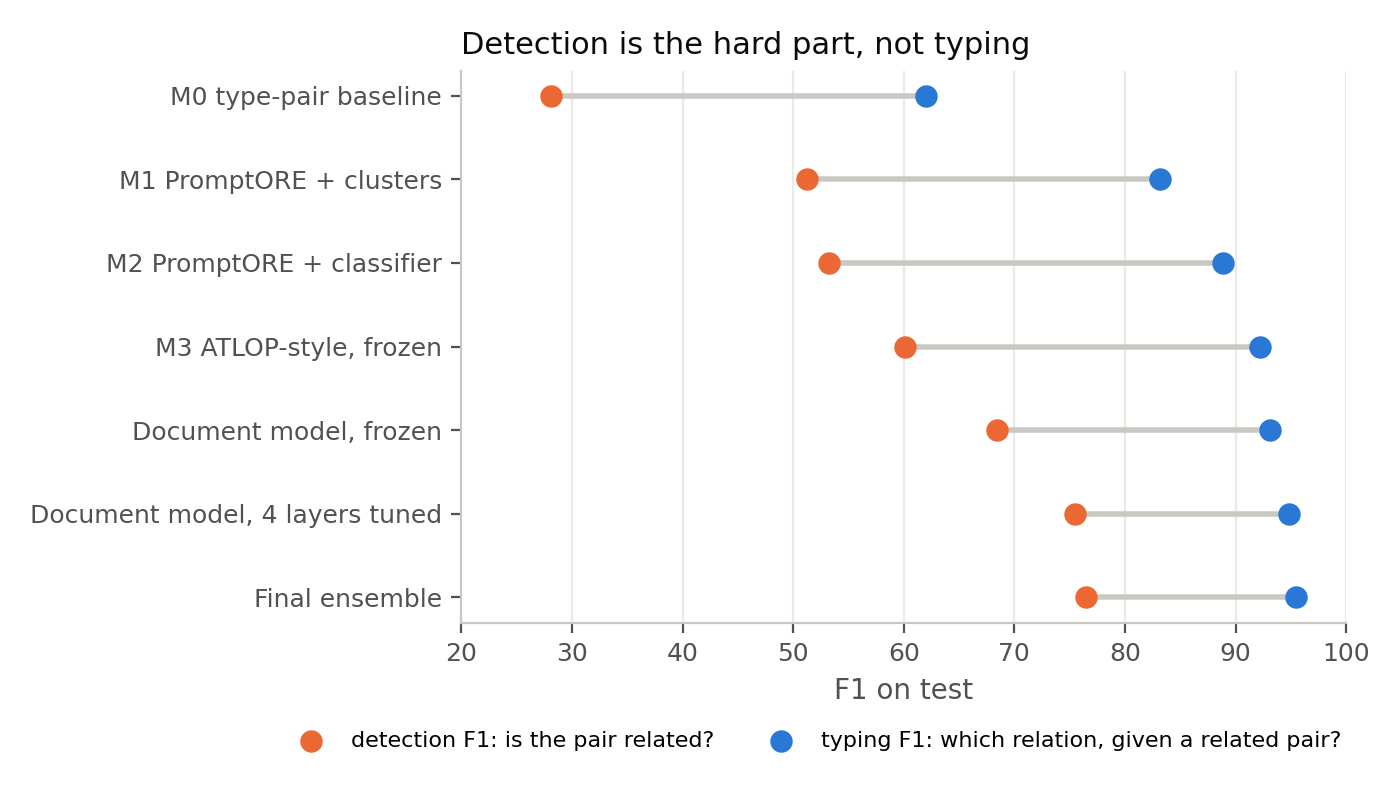 Detection is the hard part, not typing
M0 type-pair baseline
M1 PromptORE + clusters
M2 PromptORE + classifier
M3 ATLOP-style, frozen
Document model, frozen
Document model, 4 layers tuned
Final ensemble
20 30 40 50 60 70 80 90 100
F1 on test
detection F1: is the pair related? typing F1: which relation, given a related pair?